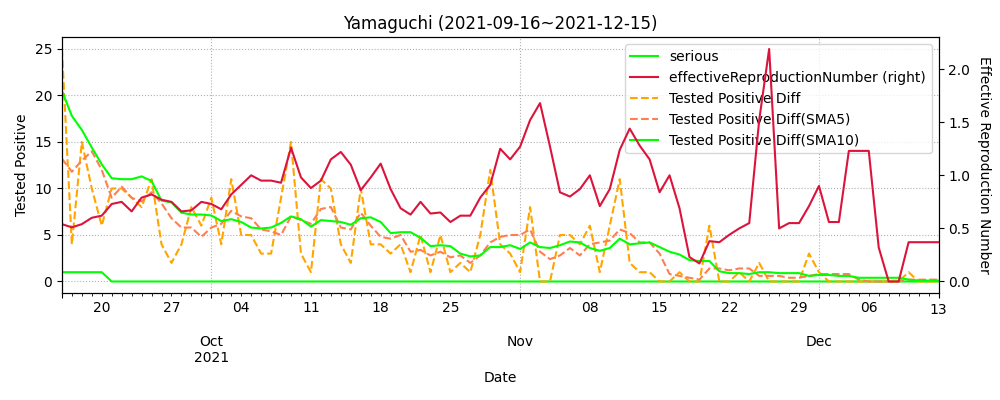 Yamaguchi (2021-09-16~2021-12-15)
serious
effectiveReproductionNumber (right)
Tested Positive Diff
Tested Positive Diff(SMA5)
Tested Positive Diff(SMA10)
Tested Positive
25
20
15
10
5
0
Effective Reproduction Number
2.0
1.5
1.0
0.5
0.0
20 27 04 11 18 25 08 15 22 29 06 13
Oct Nov Dec
2021
Date